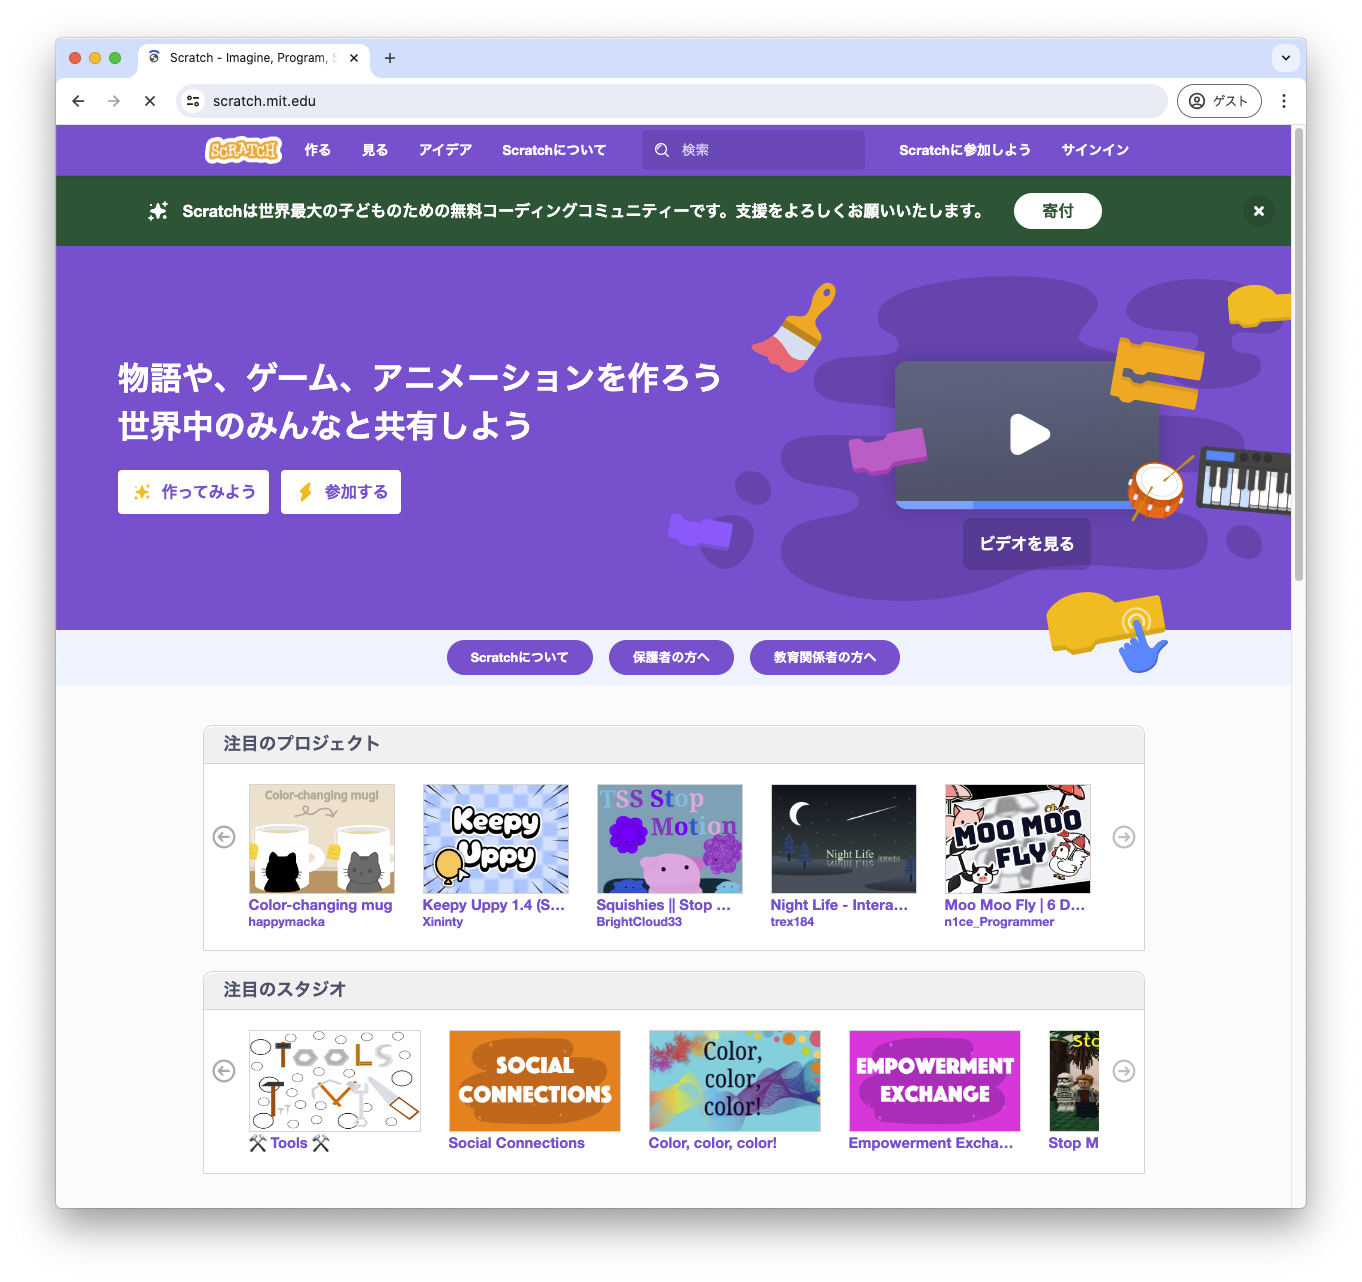 Scratch - Imagine, Program, S
scratch.mit.edu
ゲスト
SCRATCH
作る
見る
アイデア
Scratchについて
検索
Scratchに参加しよう
サインイン
Scratchは世界最大の子どものための無料コーディングコミュニティーです。支援をよろしくお願いいたします。
寄付
物語や、ゲーム、アニメーションを作ろう
世界中のみんなと共有しよう
作ってみよう
参加する
ビデオを見る
Scratchについて
保護者の方へ
教育関係者の方へ
注目のプロジェクト
Color-changing mug!
Keepy
Uppy
TSS Stop
Motion
Night Life
MOO MOO
FLY
Color-changing mug
happymacka
Keepy Uppy 1.4 (S...
Xininty
Squishies || Stop ...
BrightCloud33
Night Life - Intera...
trex184
Moo Moo Fly | 6 D...
n1ce_Programmer
注目のスタジオ
TOOLS
SOCIAL
CONNECTIONS
Color,
color,
color!
EMPOWERMENT
EXCHANGE
Sto
⚒ Tools ⚒
Social Connections
Color, color, color!
Empowerment Excha...
Stop M